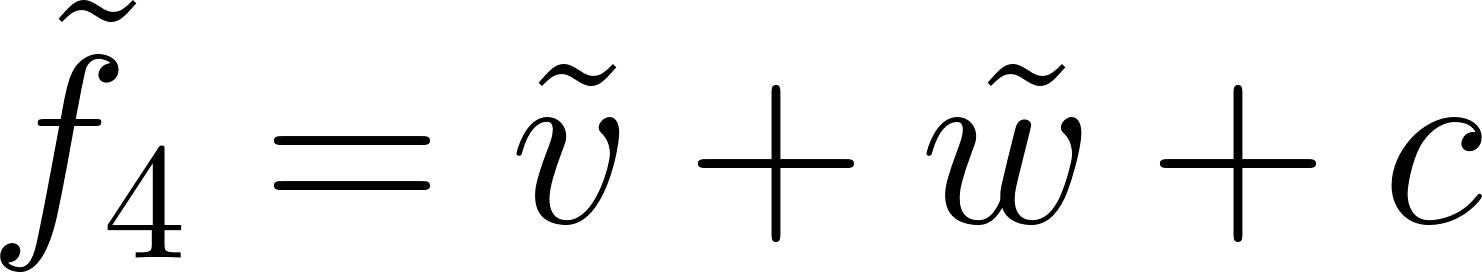 f̃₄ = ṽ + w̃ + c